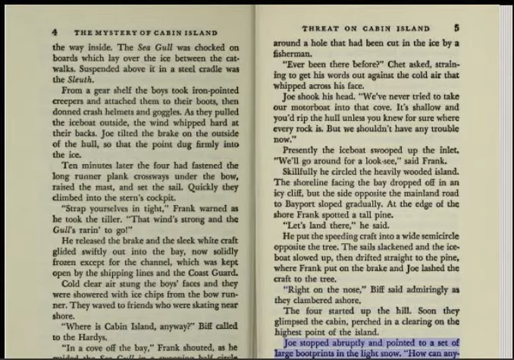 4 THE MYSTERY OF CABIN ISLAND
the way inside. The Sea Gull was chocked on
boards which lay over the ice between the cat-
walks. Suspended above it in a steel cradle was
the Sleuth.
From a gear shelf the boys took iron-pointed
creepers and attached them to their boots, then
donned crash helmets and goggles. As they pulled
the iceboat outside, the wind whipped hard at
their backs. Joe tilted the brake on the outside
of the hull, so that the point dug firmly into
the ice.
Ten minutes later the four had fastened the
long runner plank crossways under the bow,
raised the mast, and set the sail. Quickly they
climbed into the stern's cockpit.
"Strap yourselves in tight," Frank warned as
he took the tiller. "That wind's strong and the
Gull's rarin' to go!"
He released the brake and the sleek white craft
glided swiftly out into the bay, now solidly
frozen except for the channel, which was kept
open by the shipping lines and the Coast Guard.
Cold clear air stung the boys' faces and they
were showered with ice chips from the bow run-
ner. They waved to friends who were skating near
shore.
"Where is Cabin Island, anyway?" Biff called
to the Hardys.
"In a cove off the bay," Frank shouted, as he
guided the Sea Gull in a sweeping half circle
THREAT ON CABIN ISLAND 5
around a hole that had been cut in the ice by a
fisherman.
"Ever been there before?" Chet asked, strain-
ing to get his words out against the cold air that
whipped across his face.
Joe shook his head. "We've never tried to take
our motorboat into that cove. It's shallow and
you'd rip the hull unless you knew for sure where
every rock is. But we shouldn't have any trouble
now."
Presently the iceboat swooped up the inlet.
"We'll go around for a look-see," said Frank.
Skillfully he circled the heavily wooded island.
The shoreline facing the bay dropped off in an
icy cliff, but the side opposite the mainland road
to Bayport sloped gradually. At the edge of the
shore Frank spotted a tall pine.
"Let's land there," he said.
He put the speeding craft into a wide semicircle
opposite the tree. The sails slackened and the ice-
boat slowed up, then drifted straight to the pine,
where Frank put on the brake and Joe lashed the
craft to the tree.
"Right on the nose," Biff said admiringly as
they clambered ashore.
The four started up the hill. Soon they
glimpsed the cabin, perched in a clearing on the
highest point of the island.
Joe stopped abruptly and pointed to a set of
large bootprints in the light snow. "How can any-